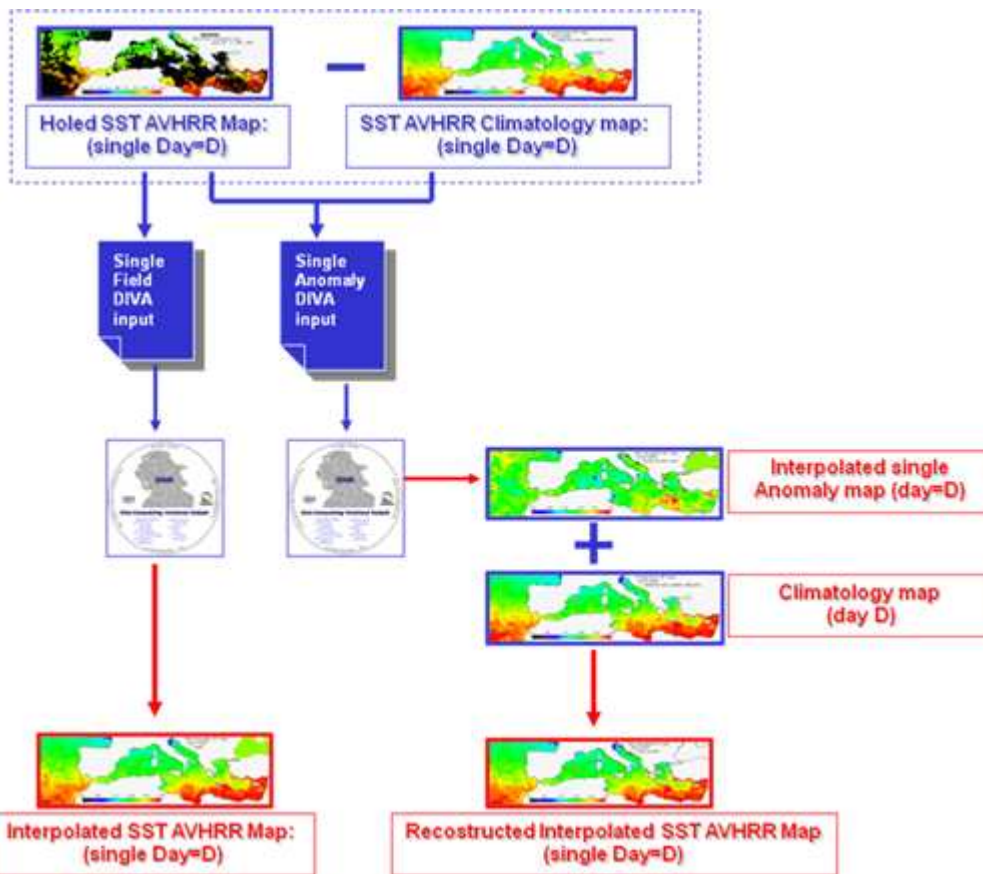 Holed SST AVHRR Map:
(single Day=D)
SST AVHRR Climatology map:
(single Day=D)
Single
Field
DIVA
input
Single
Anomaly
DIVA
input
Interpolated single
Anomaly map (day=D)
Climatology map
(day D)
Interpolated SST AVHRR Map:
(single Day=D)
Recostructed Interpolated SST AVHRR Map
(single Day=D)